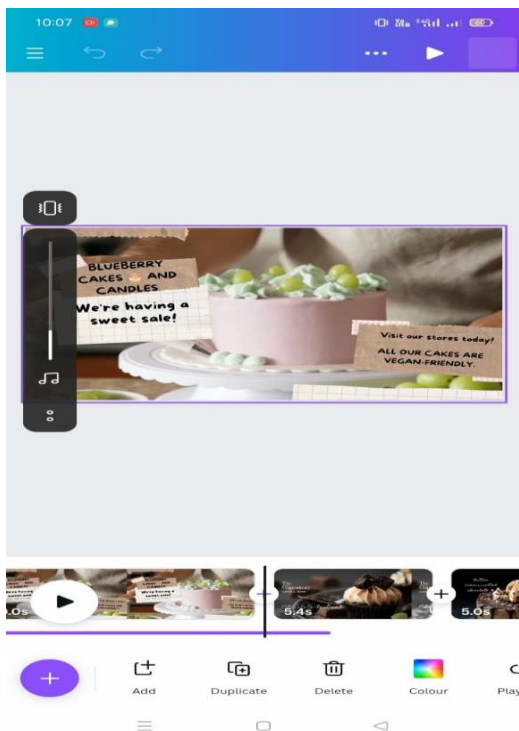 10:07
BLUEBERRY
CAKES AND
CANDLES
We're having a
sweet sale!
Visit our stores today!
ALL OUR CAKES ARE
VEGAN-FRIENDLY.
5.4s
5.0s
Add
Duplicate
Delete
Colour
Play